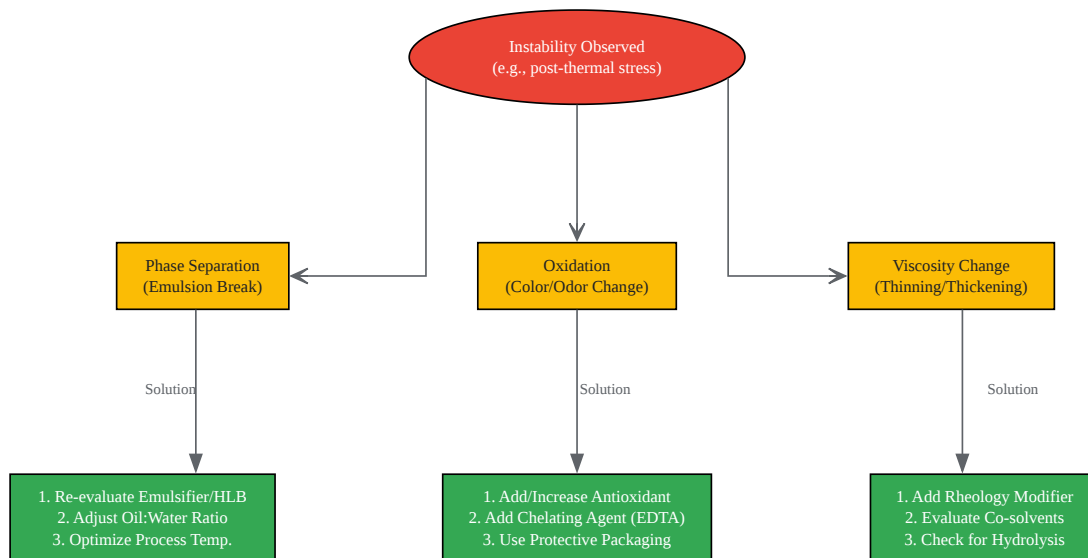 Instability Observed
(e.g., post-thermal stress)
Phase Separation
(Emulsion Break)
Oxidation
(Color/Odor Change)
Viscosity Change
(Thinning/Thickening)
Solution
Solution
Solution
1. Re-evaluate Emulsifier/HLB
2. Adjust Oil:Water Ratio
3. Optimize Process Temp.
1. Add/Increase Antioxidant
2. Add Chelating Agent (EDTA)
3. Use Protective Packaging
1. Add Rheology Modifier
2. Evaluate Co-solvents
3. Check for Hydrolysis